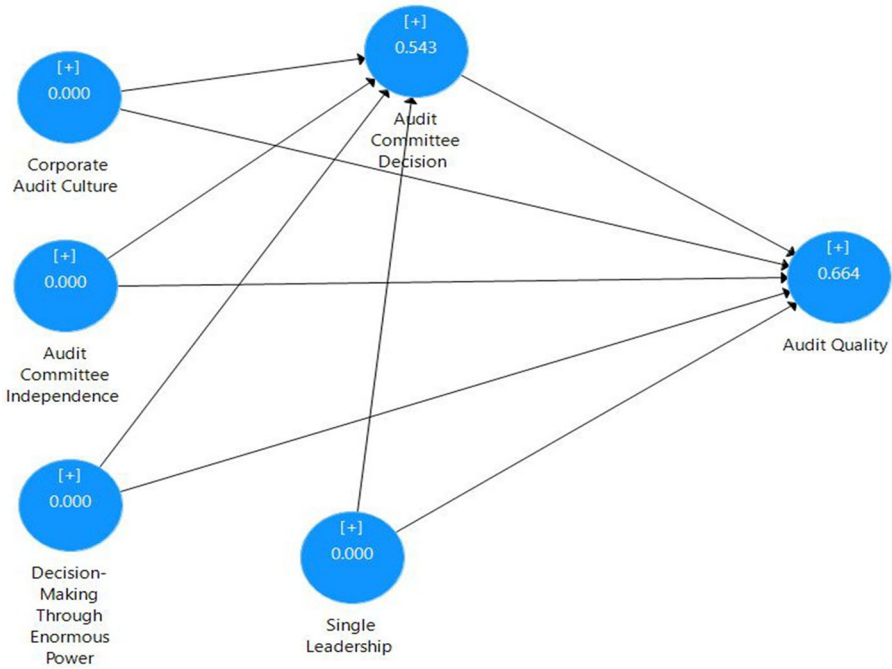 [+]
0.543
Audit
Committee
Decision
[+]
0.000
Corporate
Audit Culture
[+]
0.000
Audit
Committee
Independence
[+]
0.664
Audit Quality
[+]
0.000
Decision-
Making
Through
Enormous
Power
[+]
0.000
Single
Leadership